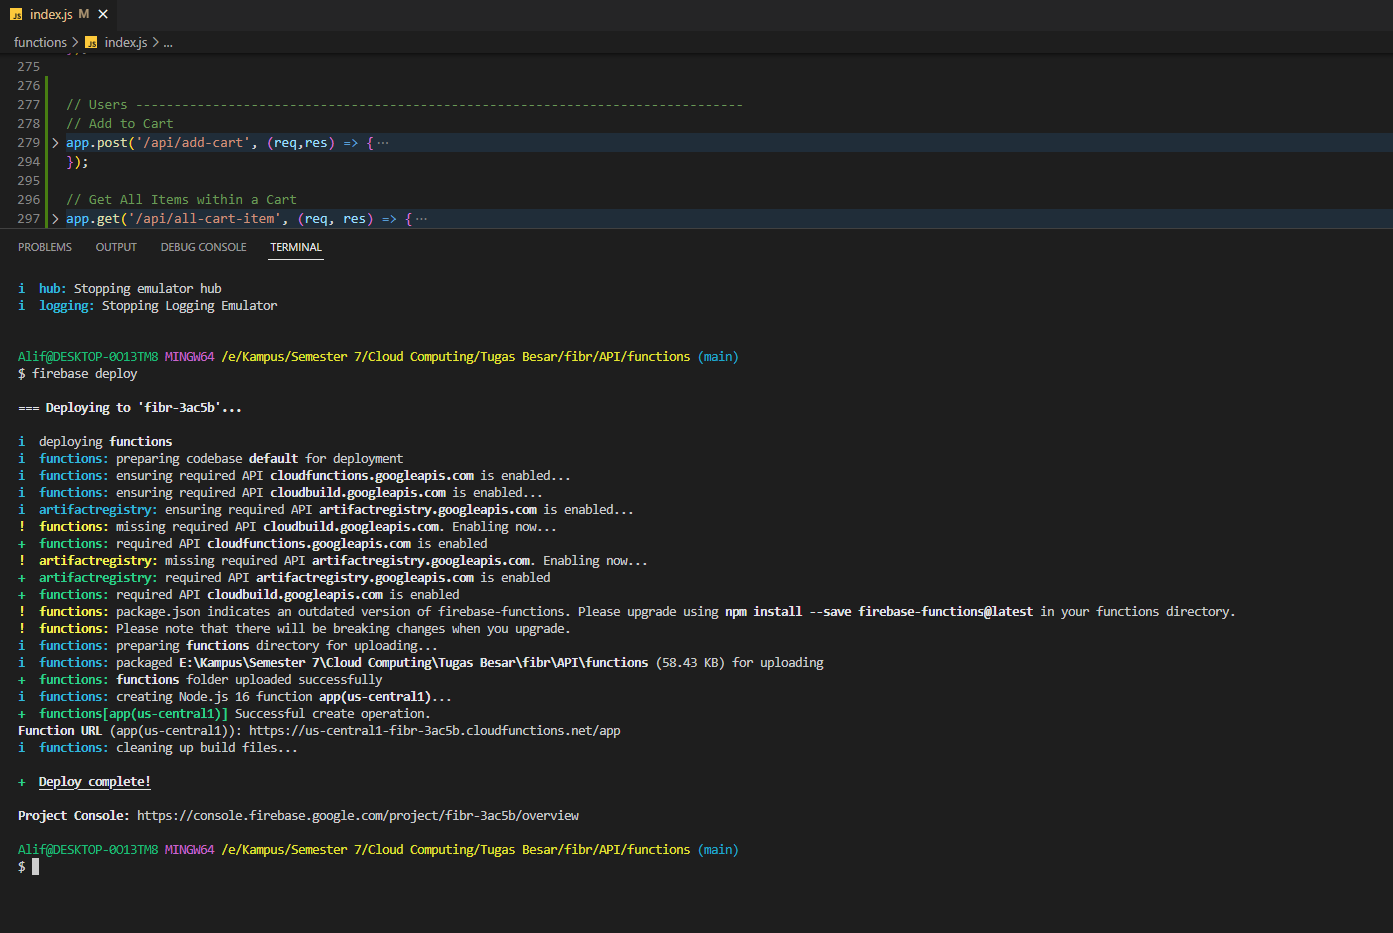 JS index.js M ×
functions > JS index.js > ...
275
276
277 // Users -------------------------------------------------------------------------------
278 // Add to Cart
279 > app.post('/api/add-cart', (req,res) => { ...
294 });
295
296 // Get All Items within a Cart
297 > app.get('/api/all-cart-item', (req, res) => { ...
PROBLEMS OUTPUT DEBUG CONSOLE TERMINAL
i hub: Stopping emulator hub
i logging: Stopping Logging Emulator
Alif@DESKTOP-0O13TM8 MINGW64 /e/Kampus/Semester 7/Cloud Computing/Tugas Besar/fibr/API/functions (main)
$ firebase deploy
=== Deploying to 'fibr-3ac5b'...
i deploying functions
i functions: preparing codebase default for deployment
i functions: ensuring required API cloudfunctions.googleapis.com is enabled...
i functions: ensuring required API cloudbuild.googleapis.com is enabled...
i artifactregistry: ensuring required API artifactregistry.googleapis.com is enabled...
! functions: missing required API cloudbuild.googleapis.com. Enabling now...
+ functions: required API cloudfunctions.googleapis.com is enabled
! artifactregistry: missing required API artifactregistry.googleapis.com. Enabling now...
+ artifactregistry: required API artifactregistry.googleapis.com is enabled
+ functions: required API cloudbuild.googleapis.com is enabled
! functions: package.json indicates an outdated version of firebase-functions. Please upgrade using npm install --save firebase-functions@latest in your functions directory.
! functions: Please note that there will be breaking changes when you upgrade.
i functions: preparing functions directory for uploading...
i functions: packaged E:\Kampus\Semester 7\Cloud Computing\Tugas Besar\fibr\API\functions (58.43 KB) for uploading
+ functions: functions folder uploaded successfully
i functions: creating Node.js 16 function app(us-central1)...
+ functions[app(us-central1)] Successful create operation.
Function URL (app(us-central1)): https://us-central1-fibr-3ac5b.cloudfunctions.net/app
i functions: cleaning up build files...
+ Deploy complete!
Project Console: https://console.firebase.google.com/project/fibr-3ac5b/overview
Alif@DESKTOP-0O13TM8 MINGW64 /e/Kampus/Semester 7/Cloud Computing/Tugas Besar/fibr/API/functions (main)
$